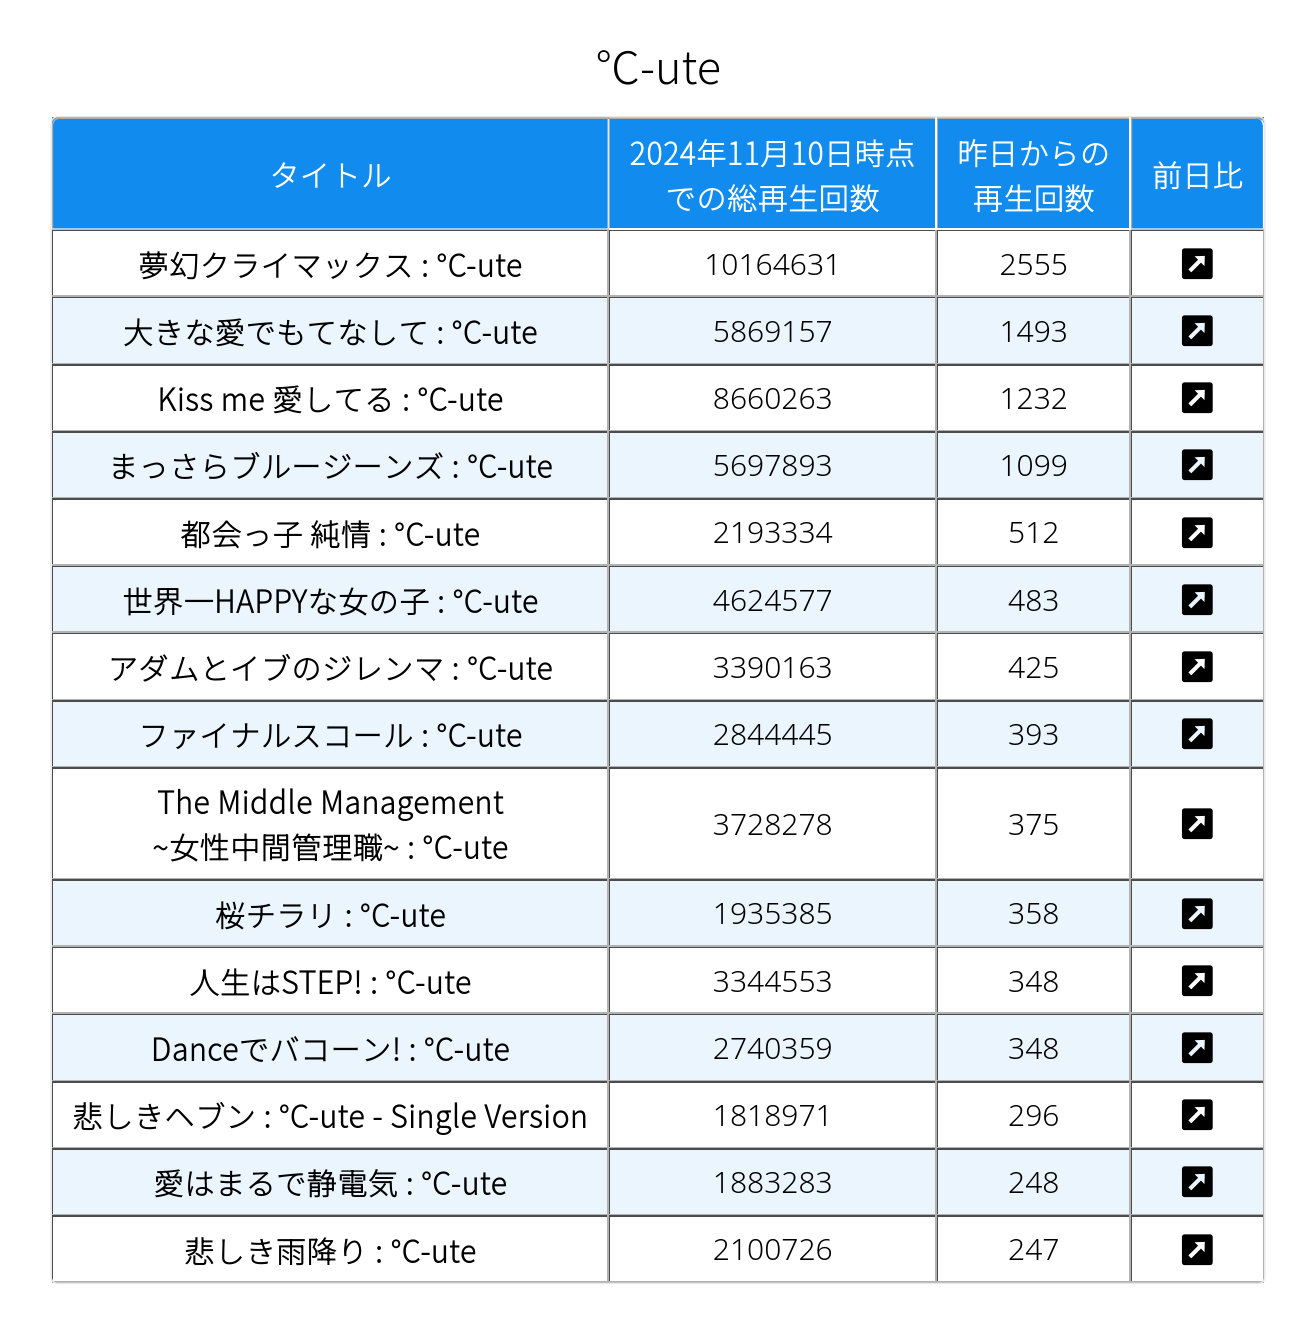 ℃-ute
タイトル
2024年11月10日時点
での総再生回数
昨日からの
再生回数
前日比
夢幻クライマックス : ℃-ute
10164631
2555
大きな愛でもてなして : ℃-ute
5869157
1493
Kiss me 愛してる : ℃-ute
8660263
1232
まっさらブルージーンズ : ℃-ute
5697893
1099
都会っ子 純情 : ℃-ute
2193334
512
世界一HAPPYな女の子 : ℃-ute
4624577
483
アダムとイブのジレンマ : ℃-ute
3390163
425
ファイナルスコール : ℃-ute
2844445
393
The Middle Management
~女性中間管理職~ : ℃-ute
3728278
375
桜チラリ : ℃-ute
1935385
358
人生はSTEP! : ℃-ute
3344553
348
Danceでバコーン! : ℃-ute
2740359
348
悲しきヘブン : ℃-ute - Single Version
1818971
296
愛はまるで静電気 : ℃-ute
1883283
248
悲しき雨降り : ℃-ute
2100726
247